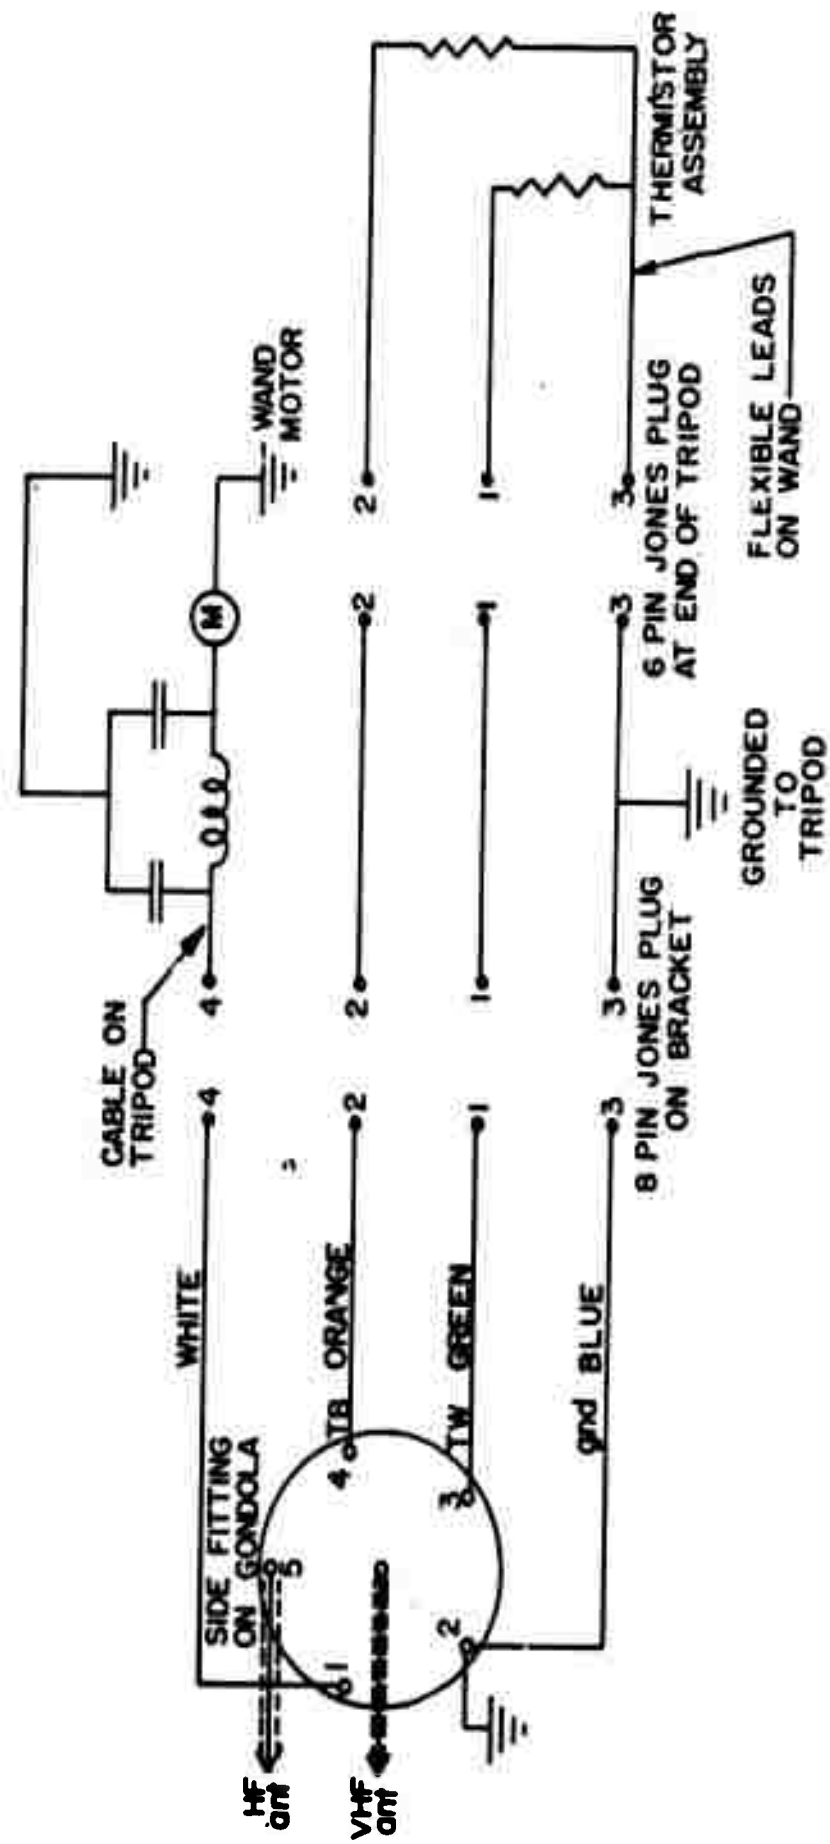 HF
ant
VHF
ant
SIDE FITTING
ON GONDOLA
5
1
2
3
4
WHITE
TB ORANGE
TW GREEN
gnd BLUE
4
2
1
3
8 PIN JONES PLUG
ON BRACKET
CABLE ON
TRIPOD
4
2
1
3
GROUNDED
TO
TRIPOD
M
WAND
MOTOR
2
1
3
6 PIN JONES PLUG
AT END OF TRIPOD
2
1
3
FLEXIBLE LEADS
ON WAND
THERMISTOR
ASSEMBLY